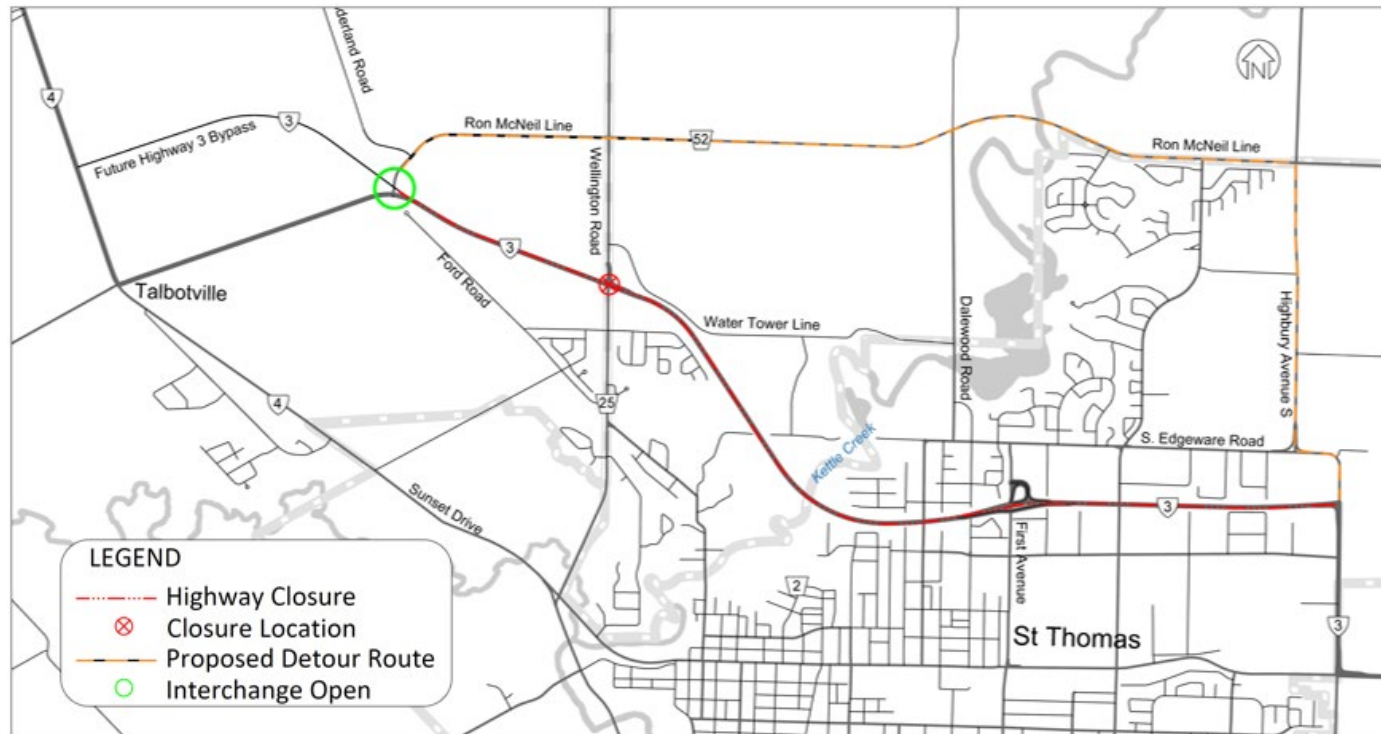 derland Road
4
3
Future Highway 3 Bypass
Ron McNeil Line
52
Ron McNeil Line
N
Wellington Road
3
Ford Road
Talbotville
Water Tower Line
Dalewood Road
Highbury Avenue S
4
25
Kettle Creek
S. Edgeware Road
3
First Avenue
Sunset Drive
2
St Thomas
3
LEGEND
Highway Closure
Closure Location
Proposed Detour Route
Interchange Open